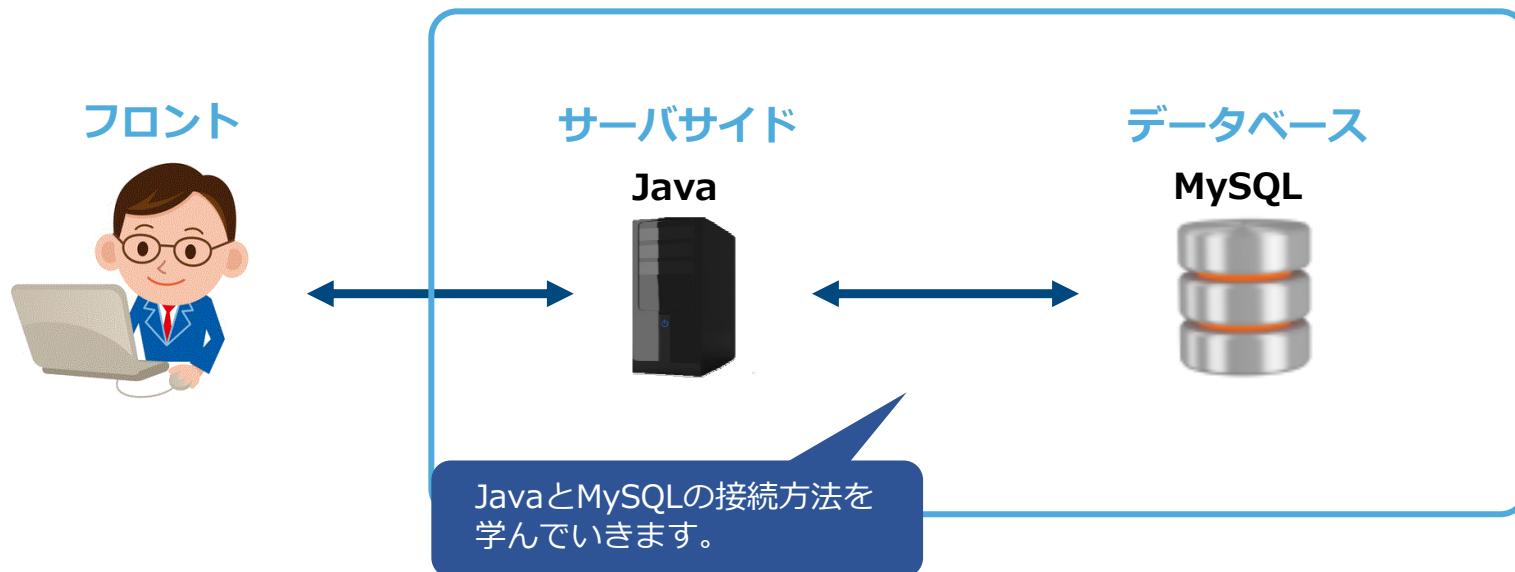 フロント
サーバサイド
データベース
Java
MySQL
JavaとMySQLの接続方法を
学んでいきます。